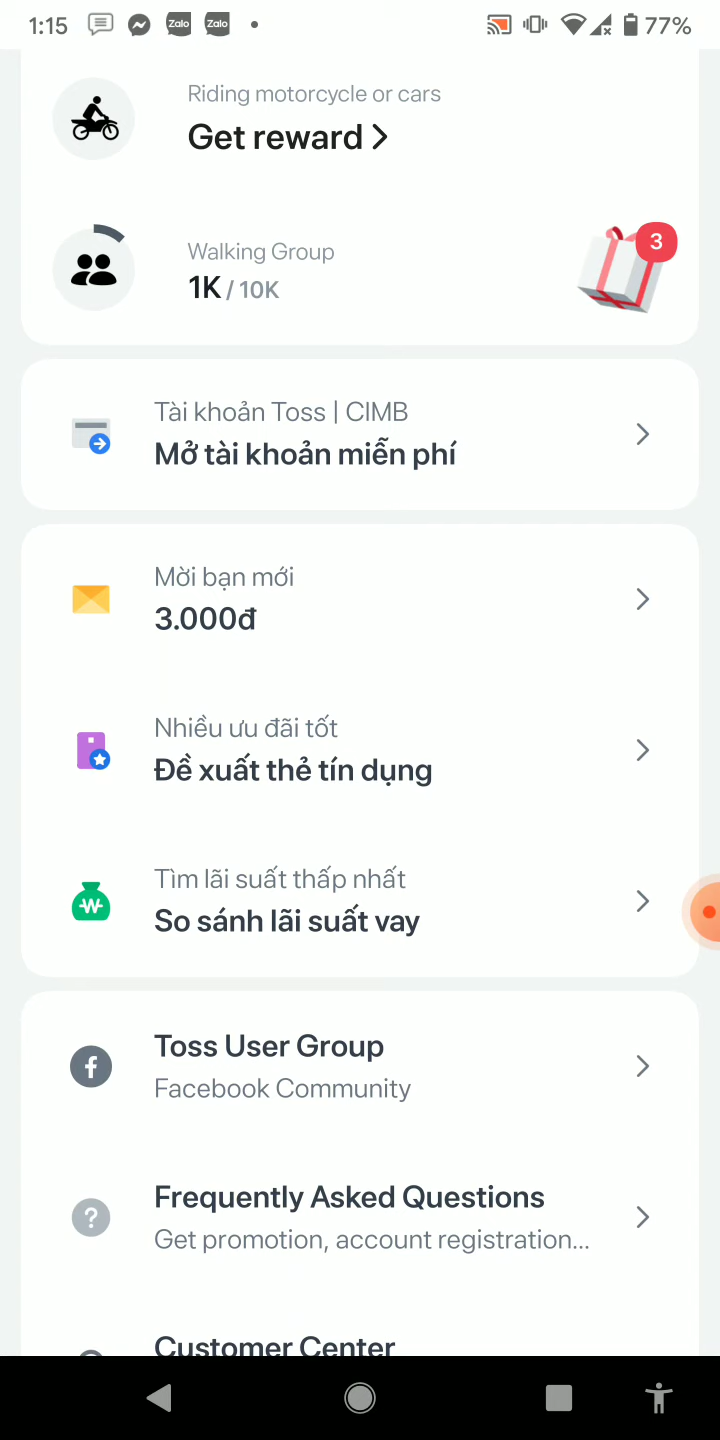 1:15
Zalo
Zalo
77%
Riding motorcycle or cars
Get reward >
Walking Group
1K / 10K
3
Tài khoản Toss | CIMB
Mở tài khoản miễn phí
Mời bạn mới
3.000đ
Nhiều ưu đãi tốt
Đề xuất thẻ tín dụng
Tìm lãi suất thấp nhất
So sánh lãi suất vay
Toss User Group
Facebook Community
Frequently Asked Questions
Get promotion, account registration...
Customer Center